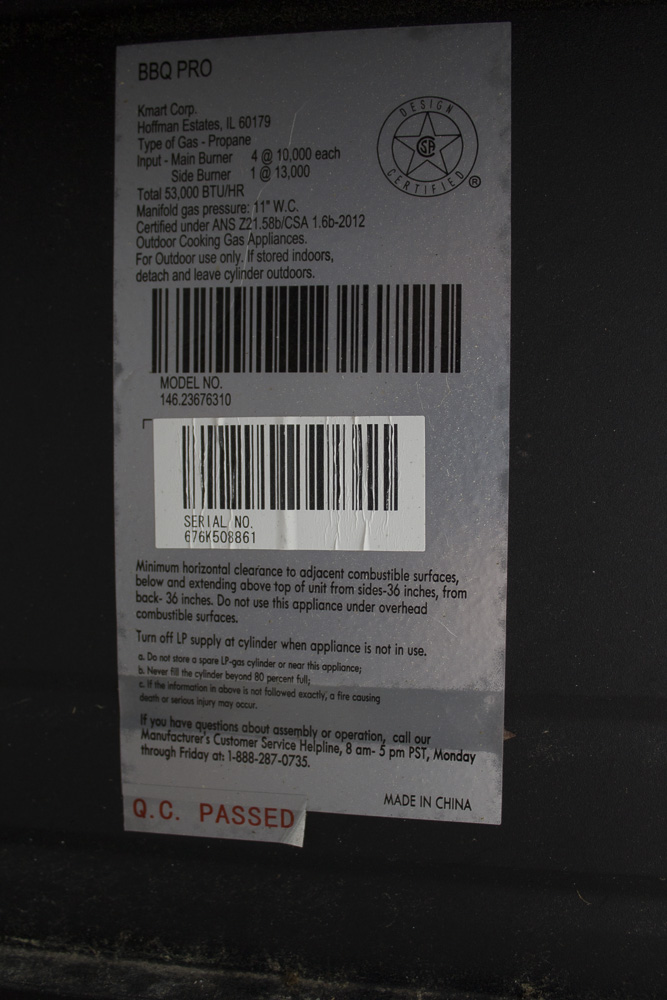 BBQ PRO
Kmart Corp.
Hoffman Estates, IL 60179
Type of Gas - Propane
Input - Main Burner 4 @ 10,000 each
Side Burner 1 @ 13,000
Total 53,000 BTU/HR
Manifold gas pressure: 11" W.C.
Certified under ANS Z21.58b/CSA 1.6b-2012
Outdoor Cooking Gas Appliances.
For Outdoor use only. If stored indoors,
detach and leave cylinder outdoors.
DESIGN
CSA
CERTIFIED
®
MODEL NO.
146.23676310
SERIAL NO.
676K508861
Minimum horizontal clearance to adjacent combustible surfaces,
below and extending above top of unit from sides-36 inches, from
back- 36 inches. Do not use this appliance under overhead
combustible surfaces.
Turn off LP supply at cylinder when appliance is not in use.
a. Do not store a spare LP-gas cylinder or near this appliance;
b. Never fill the cylinder beyond 80 percent full;
c. If the information in above is not followed exactly, a fire causing
death or serious injury may occur.
If you have questions about assembly or operation, call our
Manufacturer's Customer Service Helpline, 8 am- 5 pm PST, Monday
through Friday at: 1-888-287-0735.
Q.C. PASSED
MADE IN CHINA